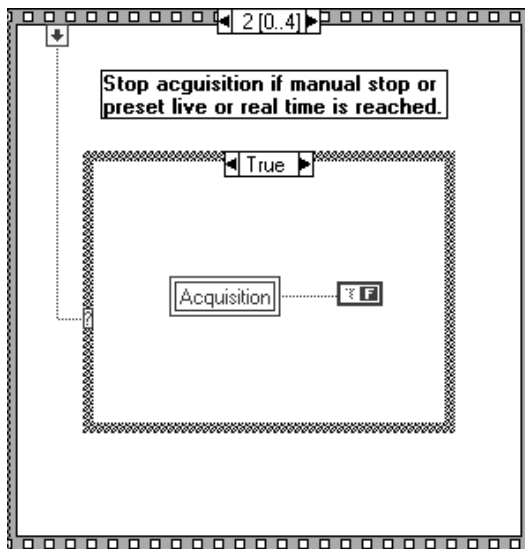 2 [0..4]
Stop acguisition if manual stop or
preset live or real time is reached.
True
?
Acquisition
? F